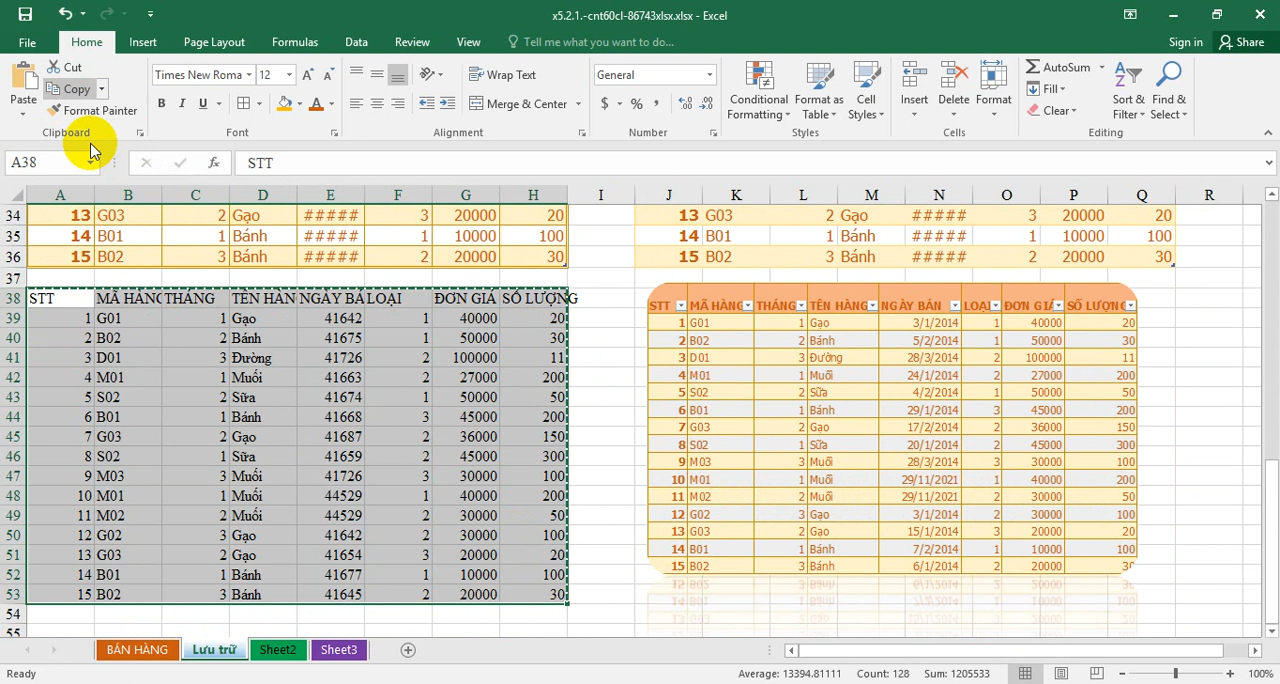 x5.2.1.-cnt60cl-86743xlsx.xlsx - Excel
File Home Insert Page Layout Formulas Data Review View Tell me what you want to do... Sign in Share
Cut
Copy
Format Painter
Paste
Clipboard
Times New Roma 12
B I U
Font
Wrap Text
Merge & Center
Alignment
General
$ % ,
Number
Conditional Formatting
Format as Table
Cell Styles
Styles
Insert Delete Format
Cells
AutoSum
Fill
Clear
Sort & Filter
Find & Select
Editing
A38 fx STT
A B C D E F G H I J K L M N O P Q R
34 13 G03 2 Gạo ##### 3 20000 20 13 G03 2 Gạo ##### 3 20000 20
35 14 B01 1 Bánh ##### 1 10000 100 14 B01 1 Bánh ##### 1 10000 100
36 15 B02 3 Bánh ##### 2 20000 30 15 B02 3 Bánh ##### 2 20000 30
37
38 STT MÃ HÀNG THÁNG TÊN HÀN NGÀY BÁ LOẠI ĐƠN GIÁ SỐ LƯỢNG
39 1 G01 1 Gạo 41642 1 40000 20
40 2 B02 2 Bánh 41675 1 50000 30
41 3 D01 3 Đường 41726 2 100000 11
42 4 M01 1 Muối 41663 2 27000 200
43 5 S02 2 Sữa 41674 1 50000 50
44 6 B01 1 Bánh 41668 3 45000 200
45 7 G03 2 Gạo 41687 2 36000 150
46 8 S02 1 Sữa 41659 2 45000 300
47 9 M03 3 Muối 41726 3 30000 100
48 10 M01 1 Muối 44529 1 40000 200
49 11 M02 2 Muối 44529 2 30000 50
50 12 G02 3 Gạo 41642 2 30000 100
51 13 G03 2 Gạo 41654 3 20000 20
52 14 B01 1 Bánh 41677 1 10000 100
53 15 B02 3 Bánh 41645 2 20000 30
54
55
STT MÃ HÀNG THÁNG TÊN HÀNG NGÀY BÁN LOẠI ĐƠN GIÁ SỐ LƯỢNG
1 G01 1 Gạo 3/1/2014 1 40000 20
2 B02 2 Bánh 5/2/2014 1 50000 30
3 D01 3 Đường 28/3/2014 2 100000 11
4 M01 1 Muối 24/1/2014 2 27000 200
5 S02 2 Sữa 4/2/2014 1 50000 50
6 B01 1 Bánh 29/1/2014 3 45000 200
7 G03 2 Gạo 17/2/2014 2 36000 150
8 S02 1 Sữa 20/1/2014 2 45000 300
9 M03 3 Muối 28/3/2014 3 30000 100
10 M01 1 Muối 29/11/2021 1 40000 200
11 M02 2 Muối 29/11/2021 2 30000 50
12 G02 3 Gạo 3/1/2014 2 30000 100
13 G03 2 Gạo 15/1/2014 3 20000 20
14 B01 1 Bánh 7/2/2014 1 10000 100
15 B02 3 Bánh 6/1/2014 2 20000 30
BÁN HÀNG Lưu trữ Sheet2 Sheet3
Ready Average: 13394.81111 Count: 128 Sum: 1205533 100%